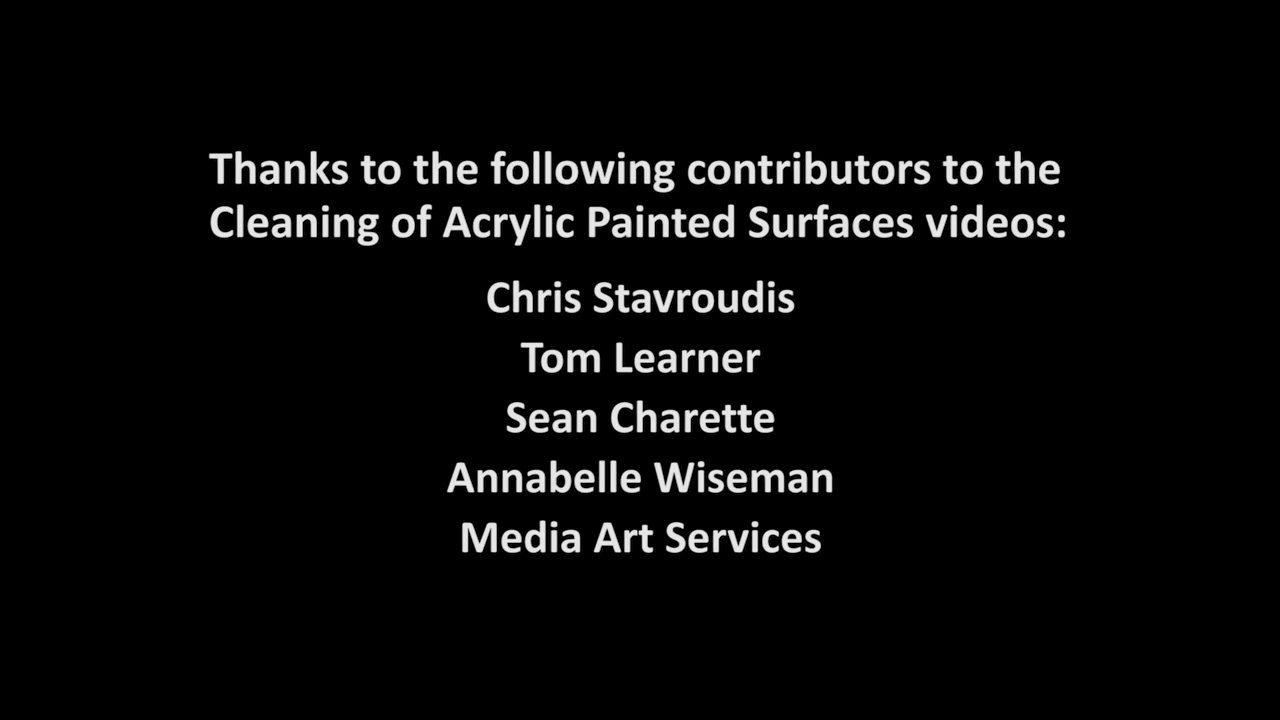 Thanks to the following contributors to the
Cleaning of Acrylic Painted Surfaces videos:
Chris Stavroudis
Tom Learner
Sean Charette
Annabelle Wiseman
Media Art Services